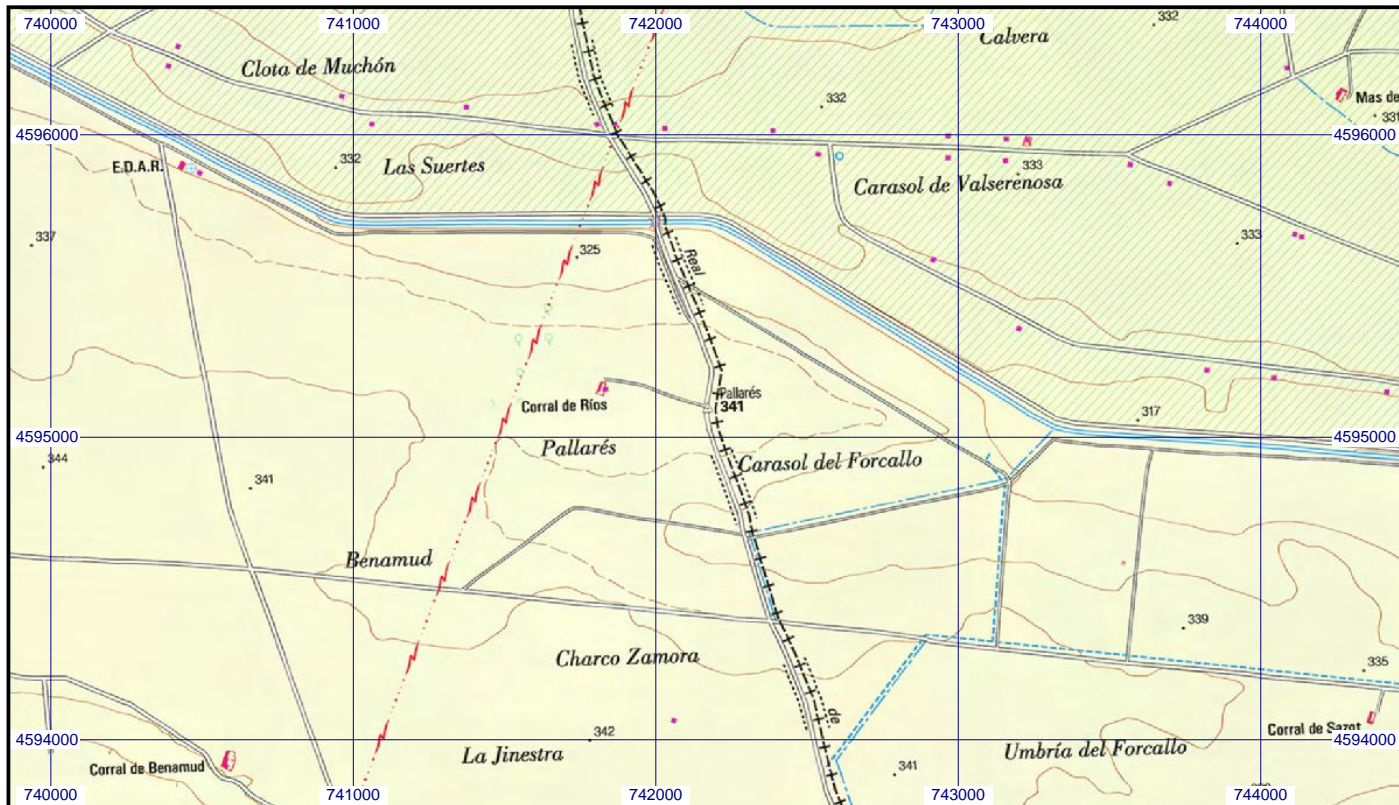 740000
741000
742000
743000
744000
332
Calvera
Clota de Muchón
332
Mas de
331
4596000
4596000
E.D.A.R.
332
Las Suertes
333
Carasol de Valserenosa
337
325
Real
333
Corral de Ríos
Pallarés
341
317
4595000
4595000
344
Pallarés
Carasol del Forcallo
341
Benamud
339
Charco Zamora
335
de
Corral de Sazot
4594000
4594000
342
La Jinestra
Umbría del Forcallo
Corral de Benamud
341
740000
741000
742000
743000
744000